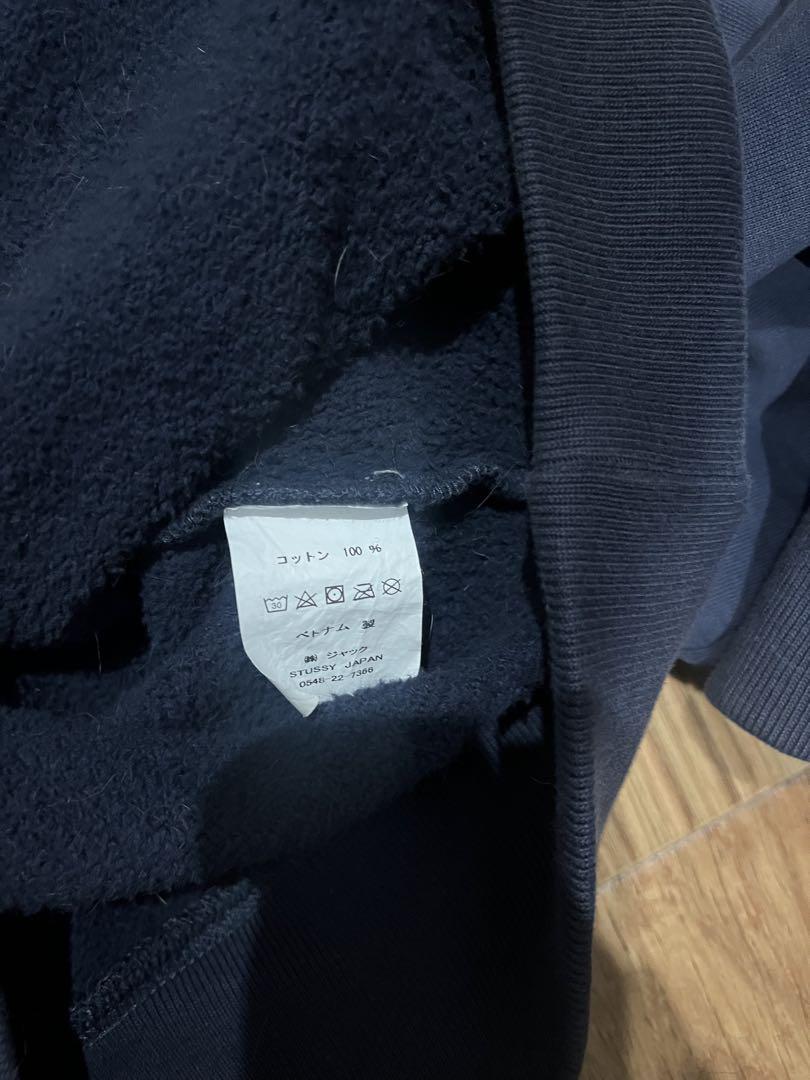 コットン 100 %
30
ベトナム 製
㈱ ジャック
STUSSY JAPAN
0548-22-7366